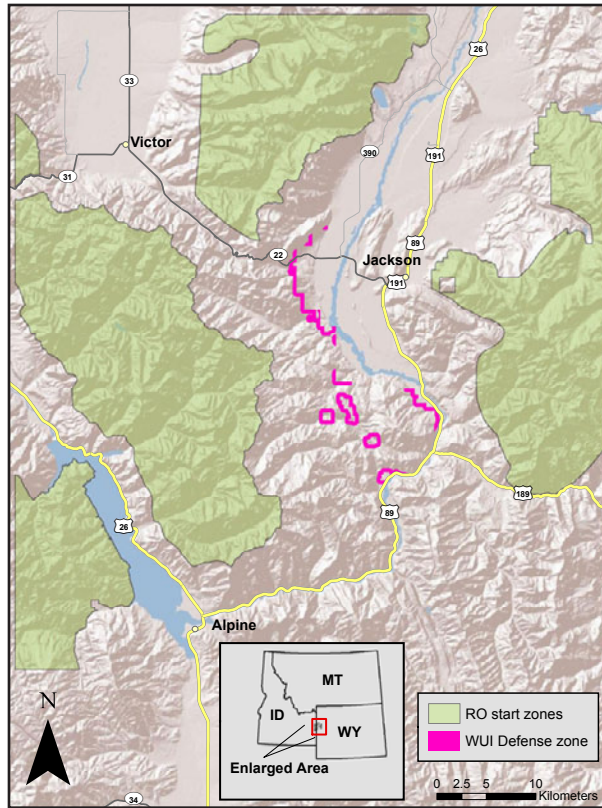 26
33
Victor
390
191
31
89
22
Jackson
191
189
26
89
Alpine
N
MT
ID
WY
Enlarged Area
RO start zones
WUI Defense zone
0 2.5 5 10
Kilometers
34